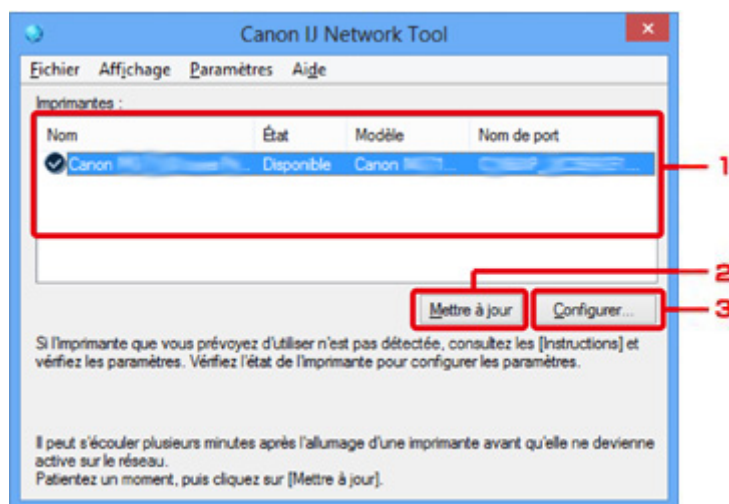 Canon IJ Network Tool
Fichier Affichage Paramètres Aide
Imprimantes :
Nom État Modèle Nom de port
Canon ... Disponible Canon ... ...
1
2
Mettre à jour Configurer...
3
Si l'imprimante que vous prévoyez d'utiliser n'est pas détectée, consultez les [Instructions] et
vérifiez les paramètres. Vérifiez l'état de l'imprimante pour configurer les paramètres.
Il peut s'écouler plusieurs minutes après l'allumage d'une imprimante avant qu'elle ne devienne
active sur le réseau.
Patientez un moment, puis cliquez sur [Mettre à jour].